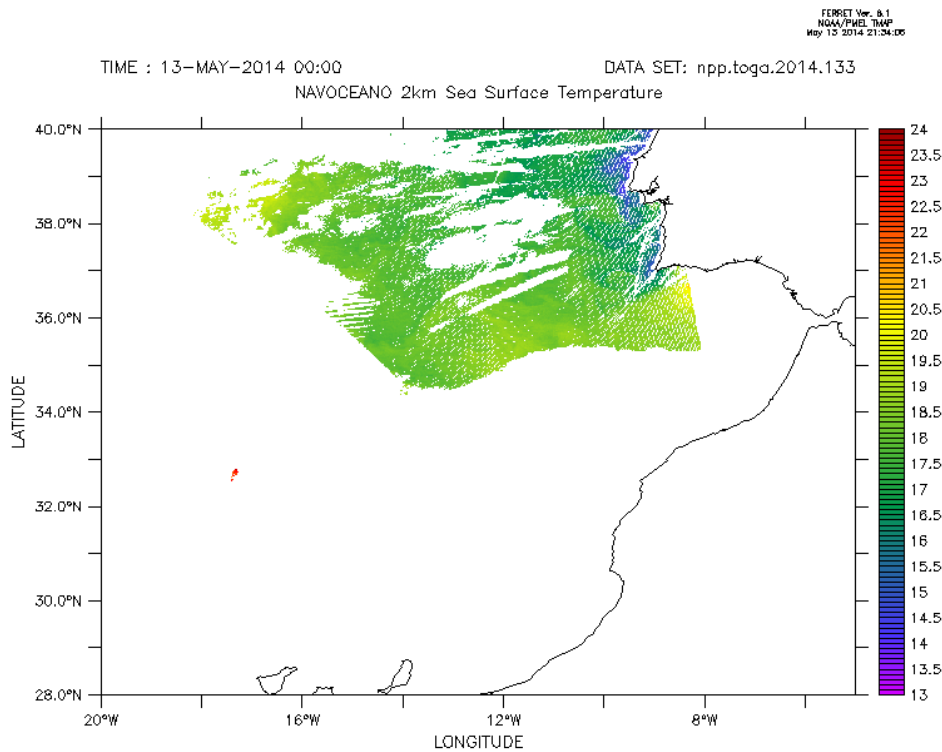 FERRET Ver. 6.1
NOAA/PMEL TMAP
May 13 2014 21:34:06
TIME : 13-MAY-2014 00:00
DATA SET: npp.toga.2014.133
NAVOCEANO 2km Sea Surface Temperature
40.0°N
38.0°N
36.0°N
34.0°N
32.0°N
30.0°N
28.0°N
LATITUDE
20°W
16°W
12°W
8°W
LONGITUDE
24
23.5
23
22.5
22
21.5
21
20.5
20
19.5
19
18.5
18
17.5
17
16.5
16
15.5
15
14.5
14
13.5
13